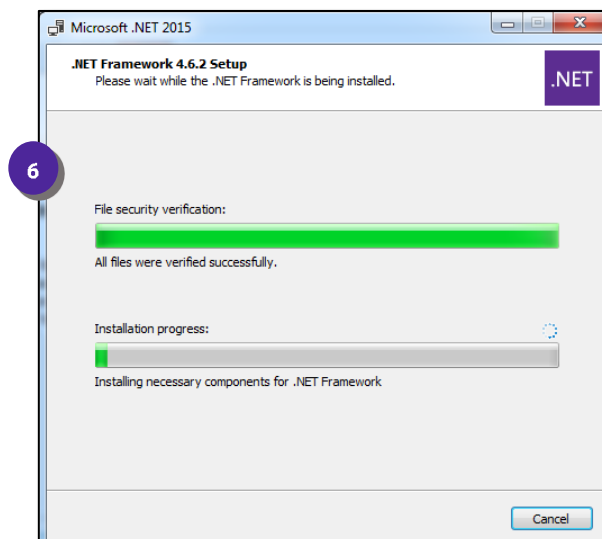 Microsoft .NET 2015
.NET Framework 4.6.2 Setup
Please wait while the .NET Framework is being installed.
.NET
6
File security verification:
All files were verified successfully.
Installation progress:
Installing necessary components for .NET Framework
Cancel